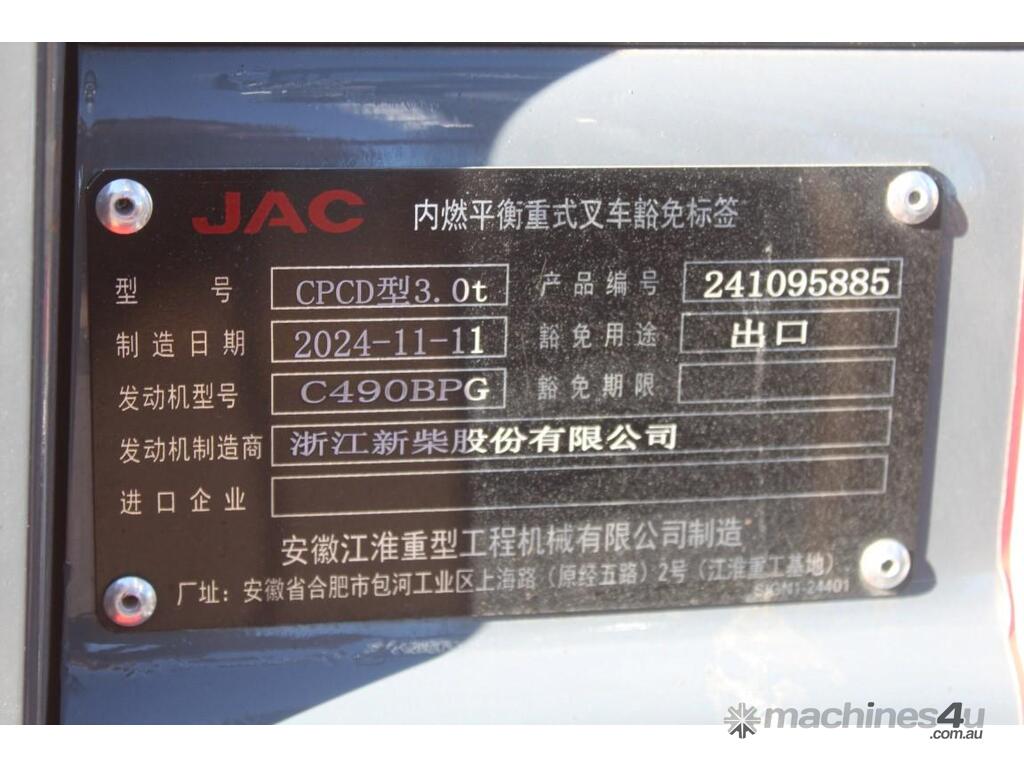 JAC 内燃平衡重式叉车豁免标签
型 号 CPCD型3.0t 产品编号 241095885
制造日期 2024-11-11 豁免用途 出口
发动机型号 C490BPG 豁免期限
发动机制造商 浙江新柴股份有限公司
进口企业
安徽江淮重型工程机械有限公司制造
厂址：安徽省合肥市包河工业区上海路（原经五路）2号（江淮重工基地）
SIGN1-24401
machines4u
.com.au